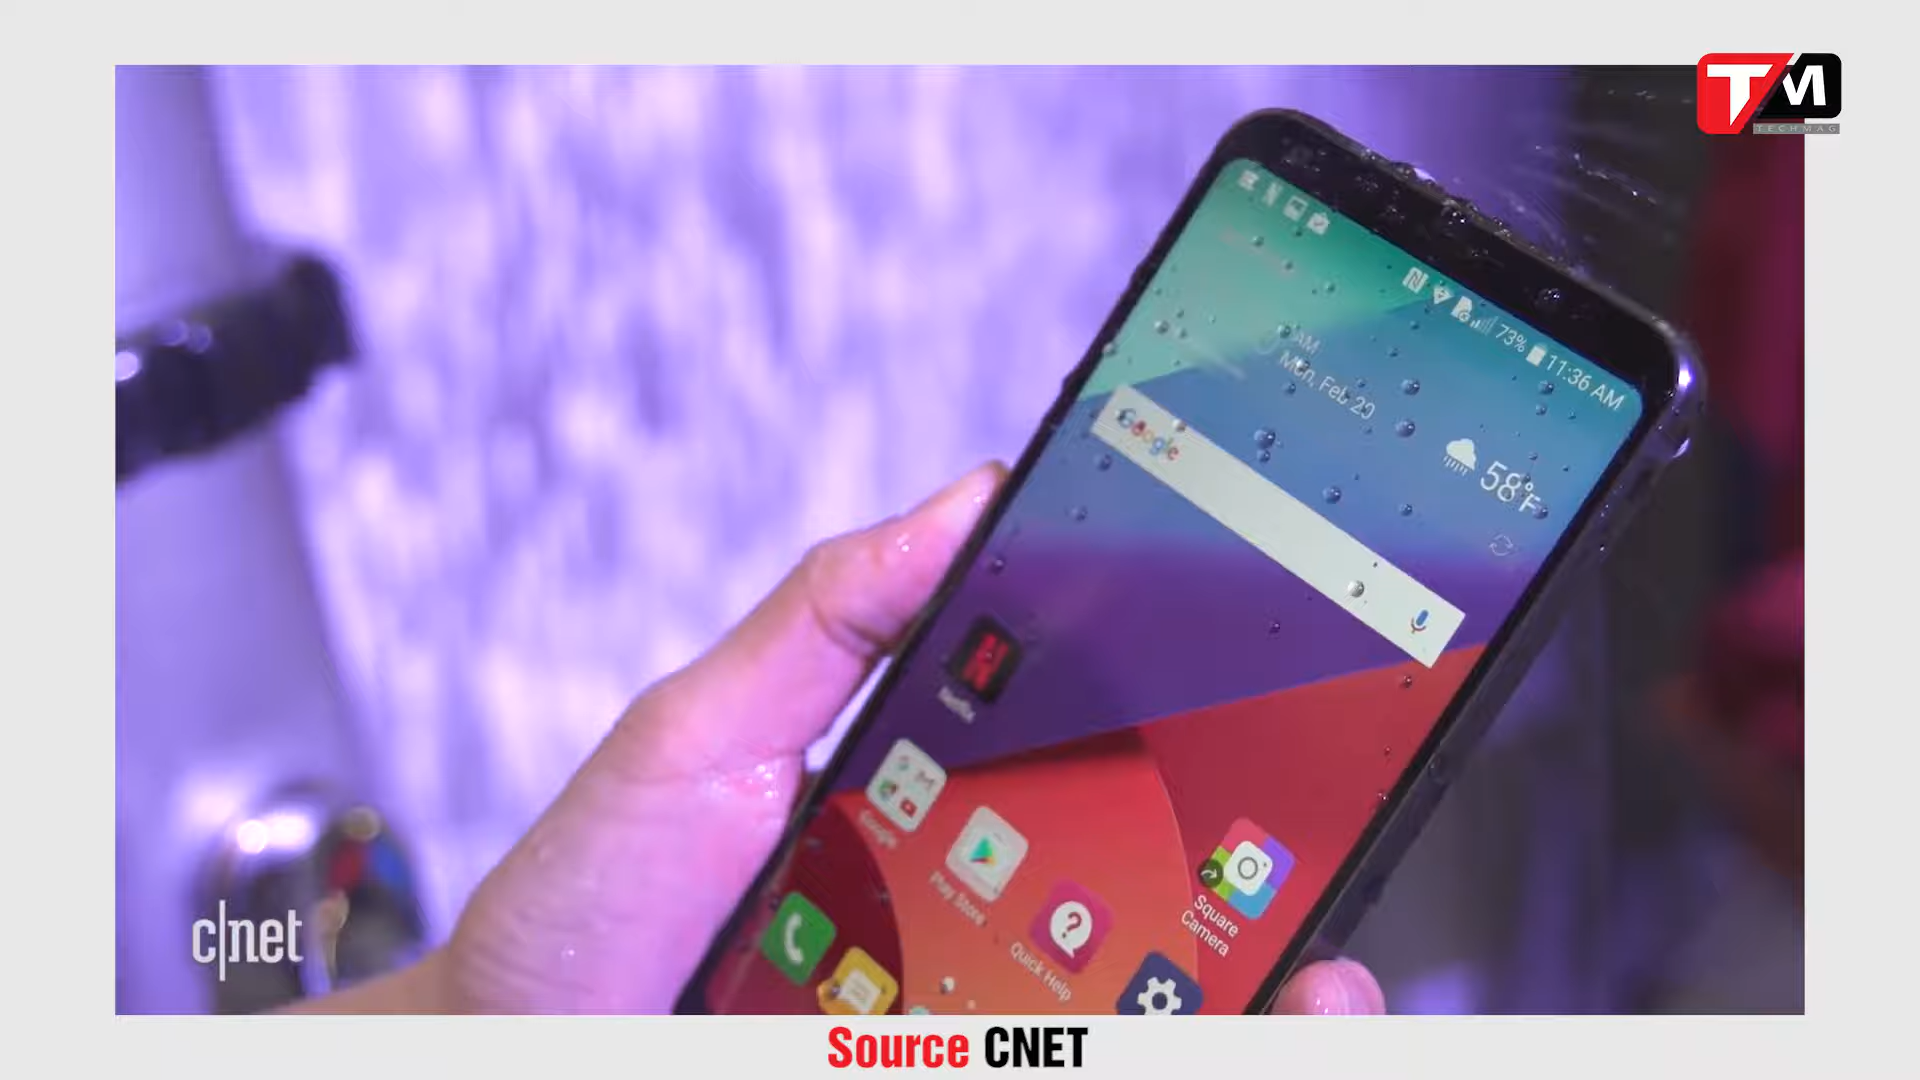 TM
TECHMAG
73% 11:36 AM
AM
Mon, Feb 20
58°F
Google
Netflix
Google
Play Store
Quick Help
Square
Camera
c|net
Source CNET